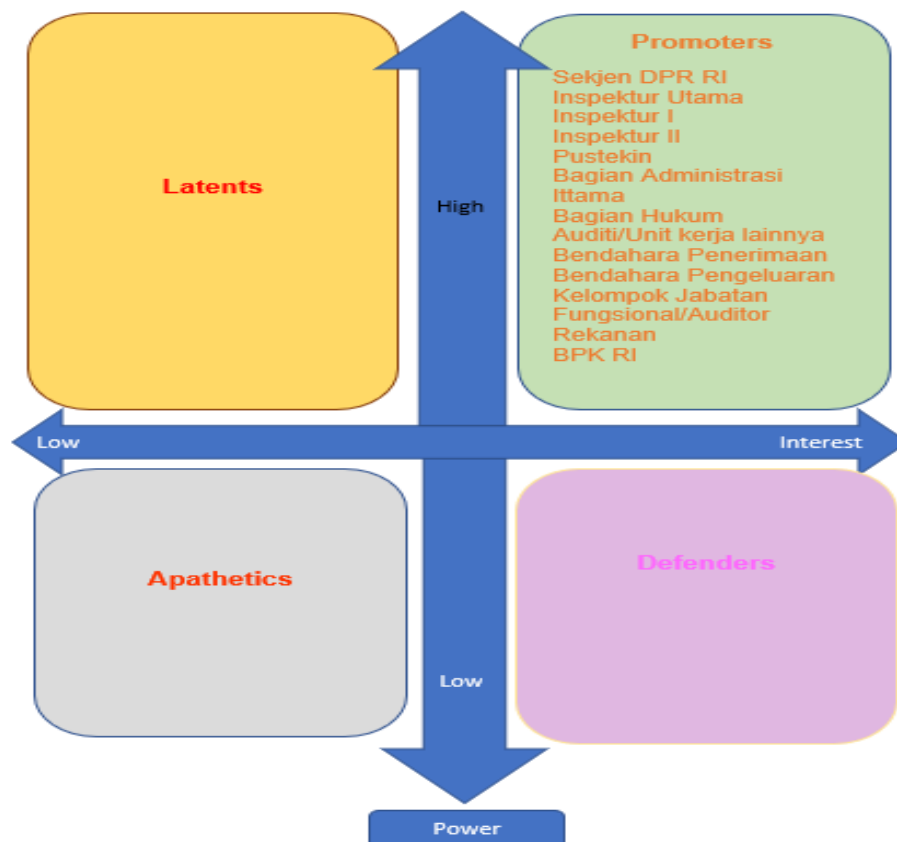 Promoters
Sekjen DPR RI
Inspektur Utama
Inspektur I
Inspektur II
Pustekin
Bagian Administrasi
Ittama
Bagian Hukum
Auditi/Unit kerja lainnya
Bendahara Penerimaan
Bendahara Pengeluaran
Kelompok Jabatan
Fungsional/Auditor
Rekanan
BPK RI
Latents
High
Low
Interest
Apathetics
Defenders
Low
Power